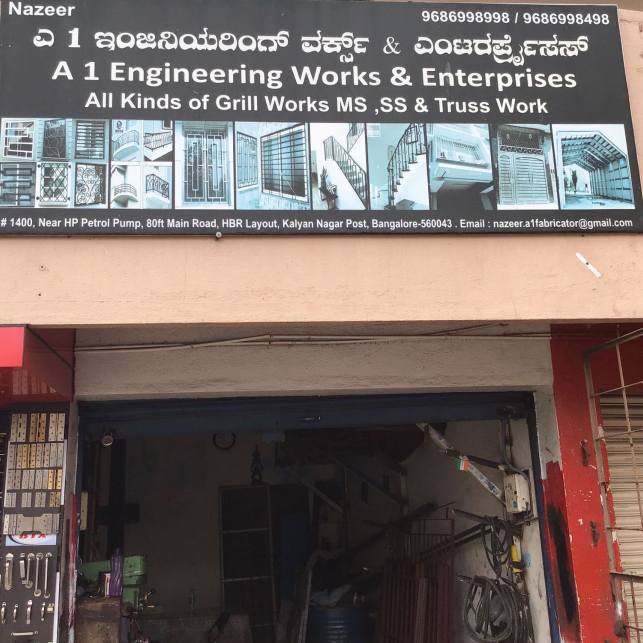 Nazeer
9686998998 / 9686998498
ಎ 1 ಇಂಜಿನಿಯರಿಂಗ್ ವರ್ಕ್ಸ್ & ಎಂಟರಪ್ರೈಸಸ್
A 1 Engineering Works & Enterprises
All Kinds of Grill Works MS ,SS & Truss Work
# 1400, Near HP Petrol Pump, 80ft Main Road, HBR Layout, Kalyan Nagar Post, Bangalore-560043 . Email : nazeer.a1fabricator@gmail.com